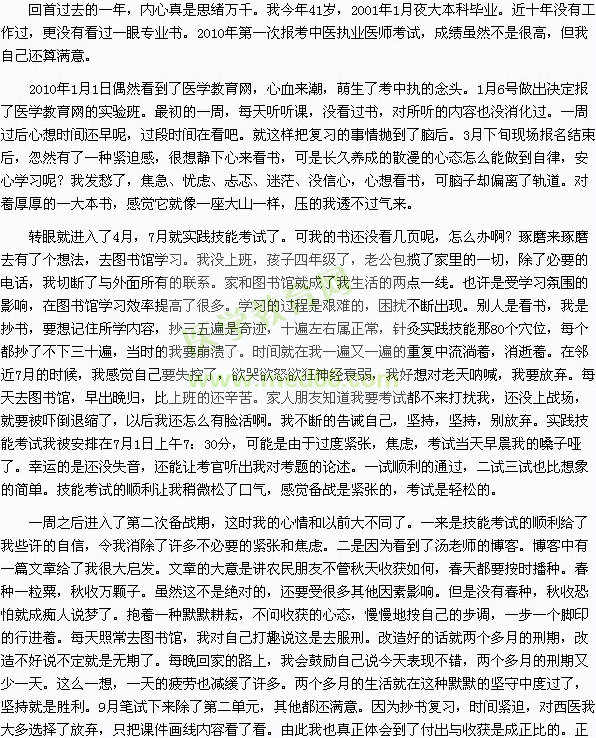 回首过去的一年，内心真是思绪万千。我今年41岁，2001年1月夜大本科毕业。近十年没有工
作过，更没有看过一眼专业书。2010年第一次报考中医执业医师考试，成绩虽然不是很高，但我
自己还算满意。
2010年1月1日偶然看到了医学教育网，心血来潮，萌生了考中执的念头。1月6号做出决定报
了医学教育网的实验班。最初的一周，每天听听课，没看过书，对所听的内容也没消化过。一周
过后心想时间还早呢，过段时间在看吧。就这样把复习的事情抛到了脑后。3月下旬现场报名结束
后，忽然有了一种紧迫感，很想静下心来看书，可是长久养成的散漫的心态怎么能做到自律，安
心学习呢？我发愁了，焦急、忧虑、忐忑、迷茫、没信心，心想看书，可脑子却偏离了轨道。对
着厚厚的一大本书，感觉它就像一座大山一样，压的我透不过气来。
转眼就进入了4月，7月就实践技能考试了。可我的书还没看几页呢，怎么办啊？琢磨来琢磨
去有了个想法，去图书馆学习。我没上班，孩子四年级了，老公包揽了家里的一切，除了必要的
电话，我切断了与外面所有的联系。家和图书馆就成了我生活的两点一线。也许是受学习氛围的
影响，在图书馆学习效率提高了很多。学习的过程是艰难的，困扰不断出现。别人是看书，我是
抄书，要想记住所学内容，抄三五遍是奇迹，十遍左右属正常，针灸实践技能那80个穴位，每个
都抄了不下三十遍，当时的我要崩溃了。时间就在我一遍又一遍的重复中流淌着，消逝着。在邻
近7月的时候，我感觉自己要失控了，欲哭欲怒欲狂神经衰弱，我好想对老天呐喊，我要放弃。每
天去图书馆，早出晚归，比上班的还辛苦。家人朋友知道我要考试都不来打扰我，还没上战场，
就要被吓倒退缩了，以后我还怎么有脸活啊。我不断的告诫自己，坚持，坚持，别放弃。实践技
能考试我被安排在7月1日上午7：30分，可能是由于过度紧张，焦虑，考试当天早晨我的嗓子哑
了。幸运的是还没失音，还能让考官听出我对考题的论述。一试顺利的通过，二试三试也比想象
的简单。技能考试的顺利让我稍微松了口气，感觉备战是紧张的，考试是轻松的。
一周之后进入了第二次备战期，这时我的心情和以前大不同了。一来是技能考试的顺利给了
我些许的自信，令我消除了许多不必要的紧张和焦虑。二是因为看到了汤老师的博客。博客中有
一篇文章给了我很大启发。文章的大意是讲农民朋友不管秋天收获如何，春天都要按时播种。春
种一粒粟，秋收万颗子。虽然这不是绝对的，还要受很多其他因素影响。但是没有春种，秋收恐
怕就成痴人说梦了。抱着一种默默耕耘，不问收获的心态，慢慢地按自己的步调，一步一个脚印
的行进着。每天照常去图书馆，我对自己打趣说这是去服刑。改造好的话就两个多月的刑期，改
造不好说不定就是无期了。每晚回家的路上，我会鼓励自己说今天表现不错，两个多月的刑期又
少一天。这么一想，一天的疲劳也减缓了许多。两个多月的生活就在这种默默的坚守中度过了，
坚持就是胜利。9月笔试下来除了第二单元，其他都还满意。因为抄书复习，时间紧迫，对西医我
大多选择了放弃，只把课件画线内容看了看。由此我也真正体会到了付出与收获是成正比的。正
医学教育网
www.med66.com